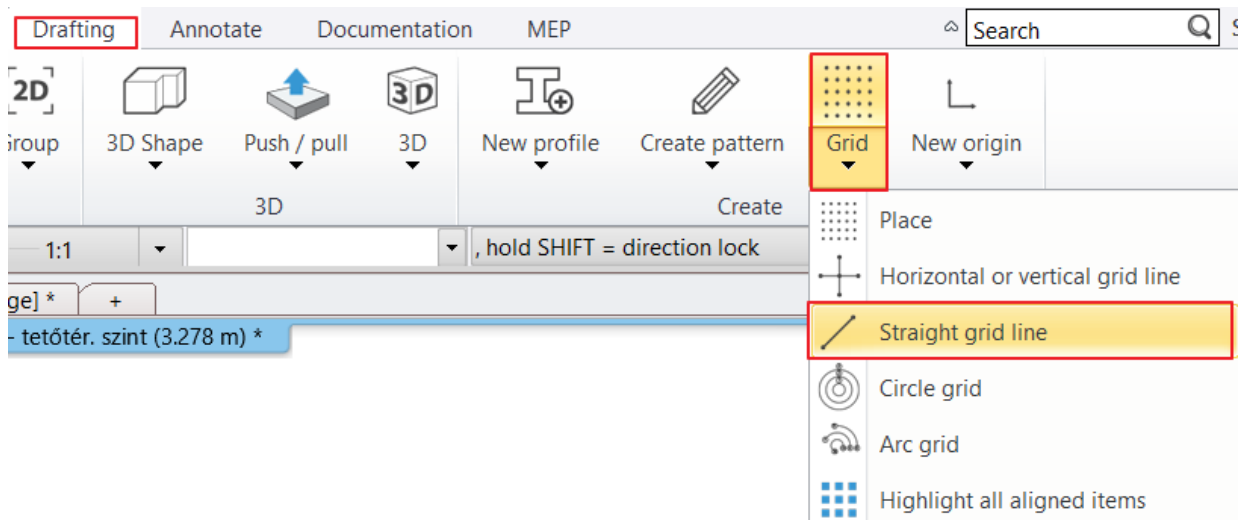 Drafting Annotate Documentation MEP Search
2D 3D
Group 3D Shape Push / pull 3D New profile Create pattern Grid New origin
3D Create
1:1 , hold SHIFT = direction lock
ge] * +
- tetőtér. szint (3.278 m) *
Place
Horizontal or vertical grid line
Straight grid line
Circle grid
Arc grid
Highlight all aligned items